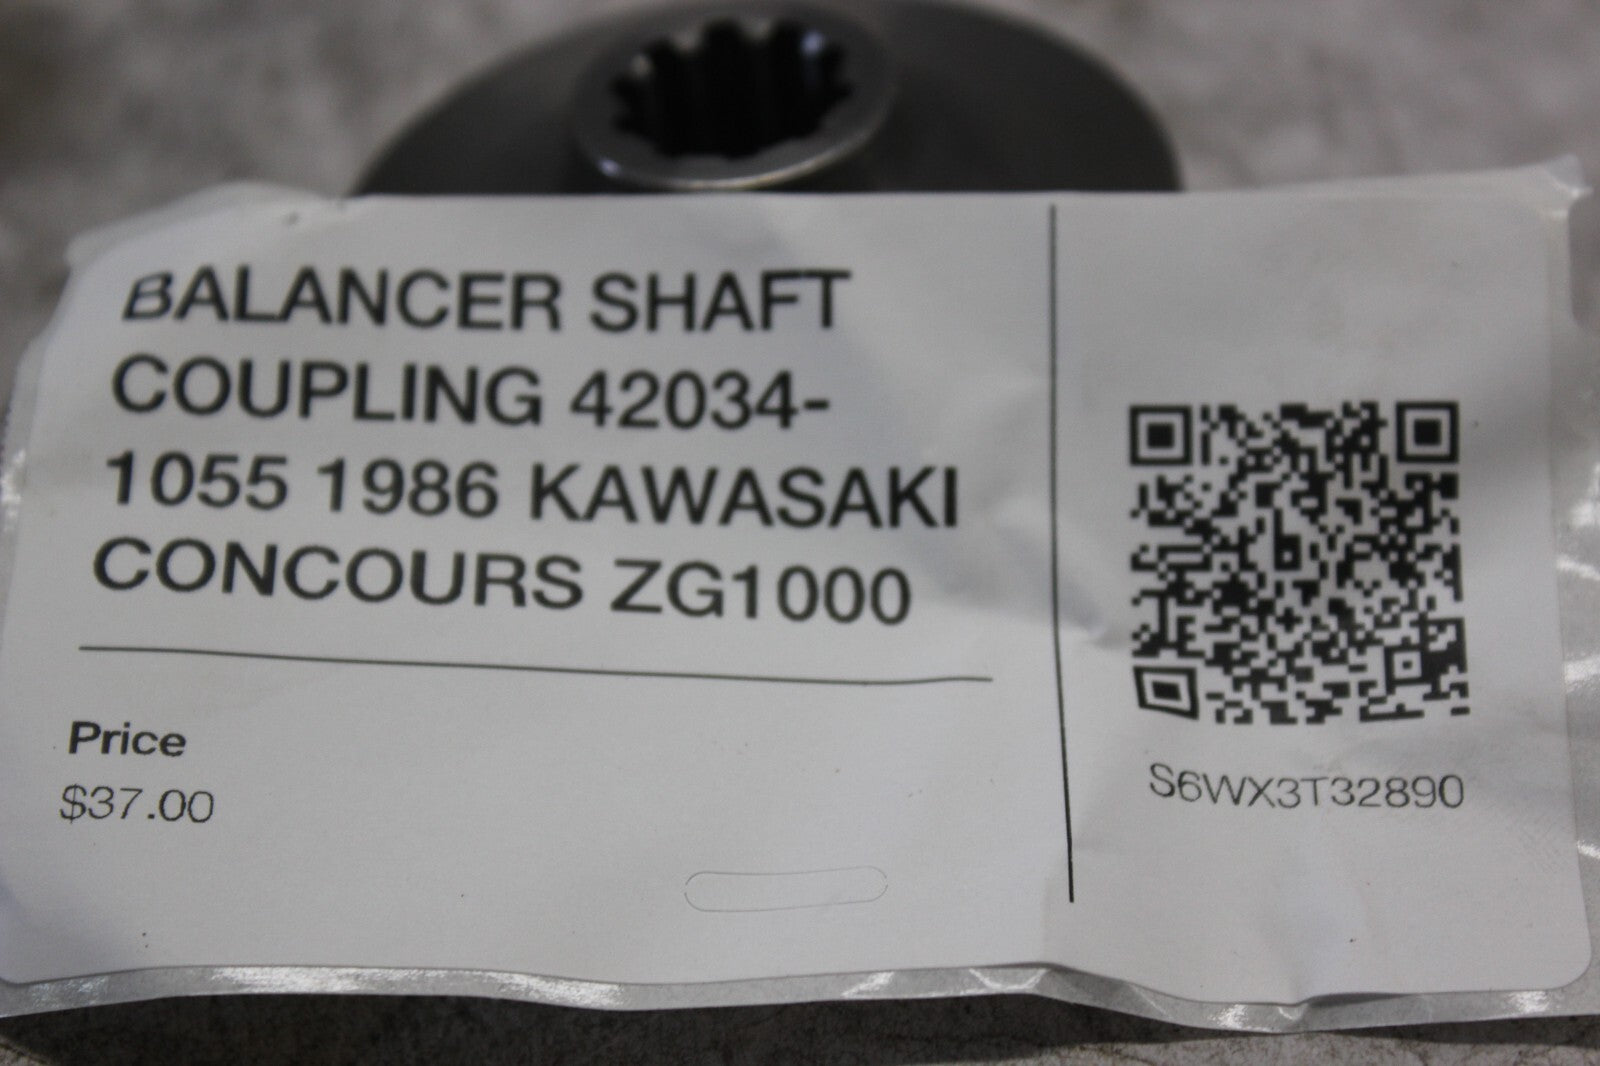 BALANCER SHAFT
COUPLING 42034-
1055 1986 KAWASAKI
CONCOURS ZG1000
Price
$37.00
S6WX3T32890